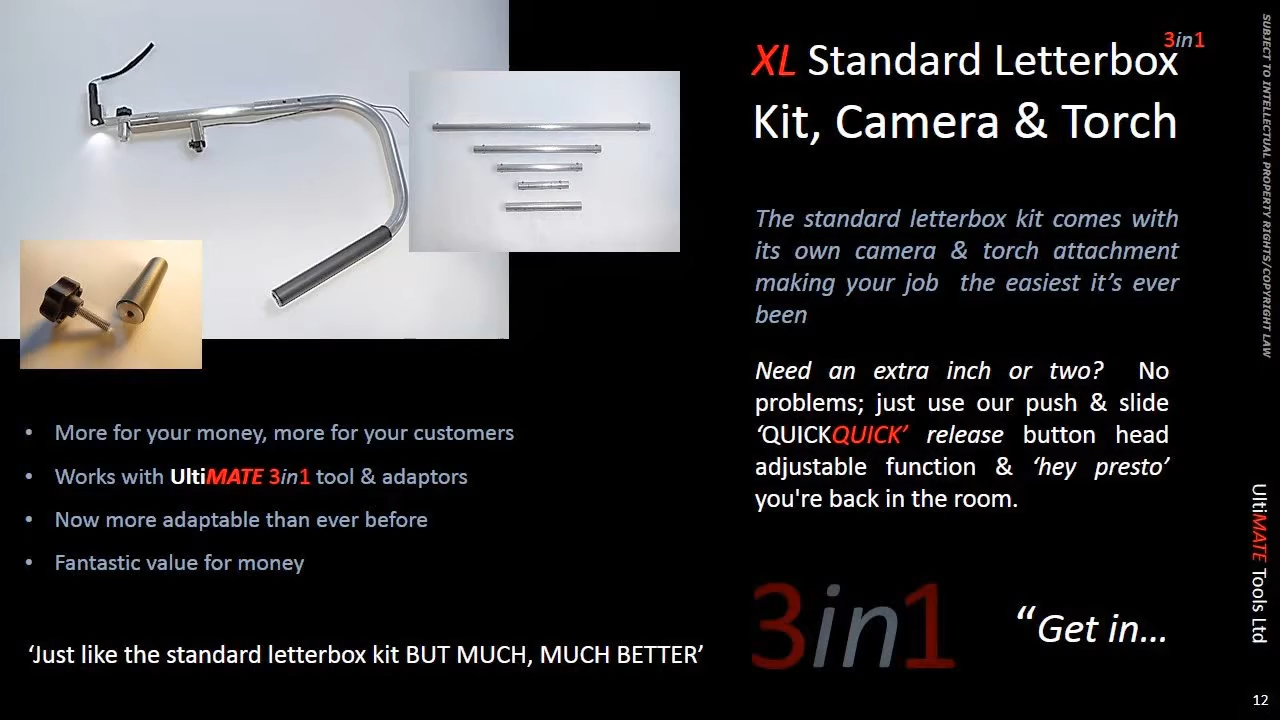 XL Standard Letterbox 3in1
Kit, Camera & Torch
The standard letterbox kit comes with
its own camera & torch attachment
making your job the easiest it's ever
been
Need an extra inch or two? No
problems; just use our push & slide
‘QUICKQUICK’ release button head
adjustable function & ‘hey presto’
you're back in the room.
• More for your money, more for your customers
• Works with UltiMATE 3in1 tool & adaptors
• Now more adaptable than ever before
• Fantastic value for money
‘Just like the standard letterbox kit BUT MUCH, MUCH BETTER’
3in1
“Get in…
SUBJECT TO INTELLECTUAL PROPERTY RIGHTS/COPYRIGHT LAW
UltiMATE Tools Ltd
12